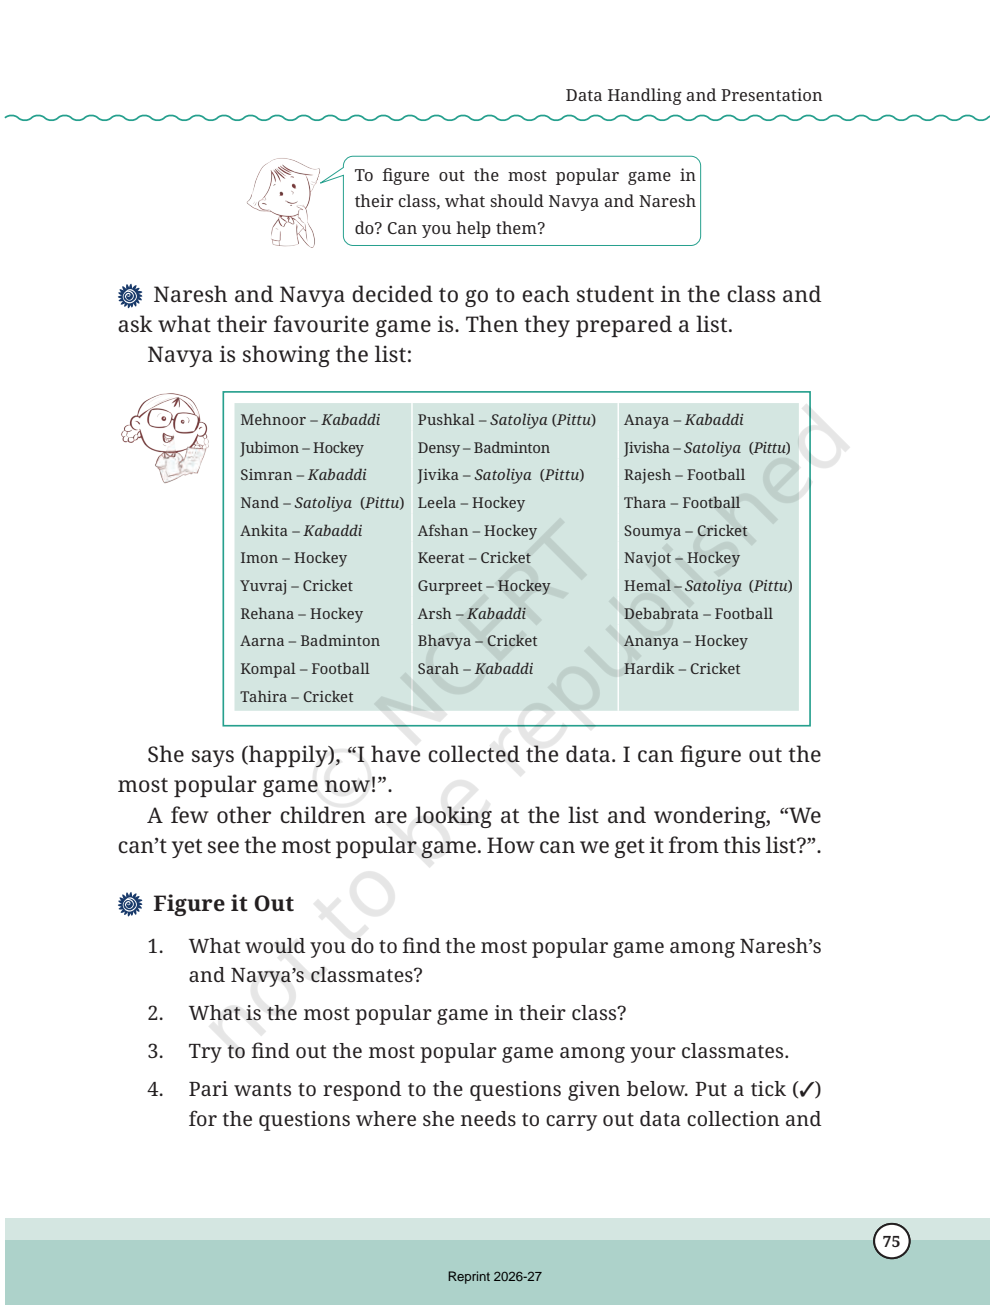 Data Handling and Presentation
To figure out the most popular game in
their class, what should Navya and Naresh
do? Can you help them?
Naresh and Navya decided to go to each student in the class and
ask what their favourite game is. Then they prepared a list.
Navya is showing the list:
Mehnoor – Kabaddi
Jubimon – Hockey
Simran – Kabaddi
Nand – Satoliya (Pittu)
Ankita – Kabaddi
Imon – Hockey
Yuvraj – Cricket
Rehana – Hockey
Aarna – Badminton
Kompal – Football
Tahira – Cricket
Pushkal – Satoliya (Pittu)
Densy – Badminton
Jivika – Satoliya (Pittu)
Leela – Hockey
Afshan – Hockey
Keerat – Cricket
Gurpreet – Hockey
Arsh – Kabaddi
Bhavya – Cricket
Sarah – Kabaddi
Anaya – Kabaddi
Jivisha – Satoliya (Pittu)
Rajesh – Football
Thara – Football
Soumya – Cricket
Navjot – Hockey
Hemal – Satoliya (Pittu)
Debabrata – Football
Ananya – Hockey
Hardik – Cricket
She says (happily), “I have collected the data. I can figure out the
most popular game now!”.
A few other children are looking at the list and wondering, “We
can’t yet see the most popular game. How can we get it from this list?”.
Figure it Out
1. What would you do to find the most popular game among Naresh’s
and Navya’s classmates?
2. What is the most popular game in their class?
3. Try to find out the most popular game among your classmates.
4. Pari wants to respond to the questions given below. Put a tick (✓)
for the questions where she needs to carry out data collection and
© NCERT
not to be republished
75
Reprint 2026-27